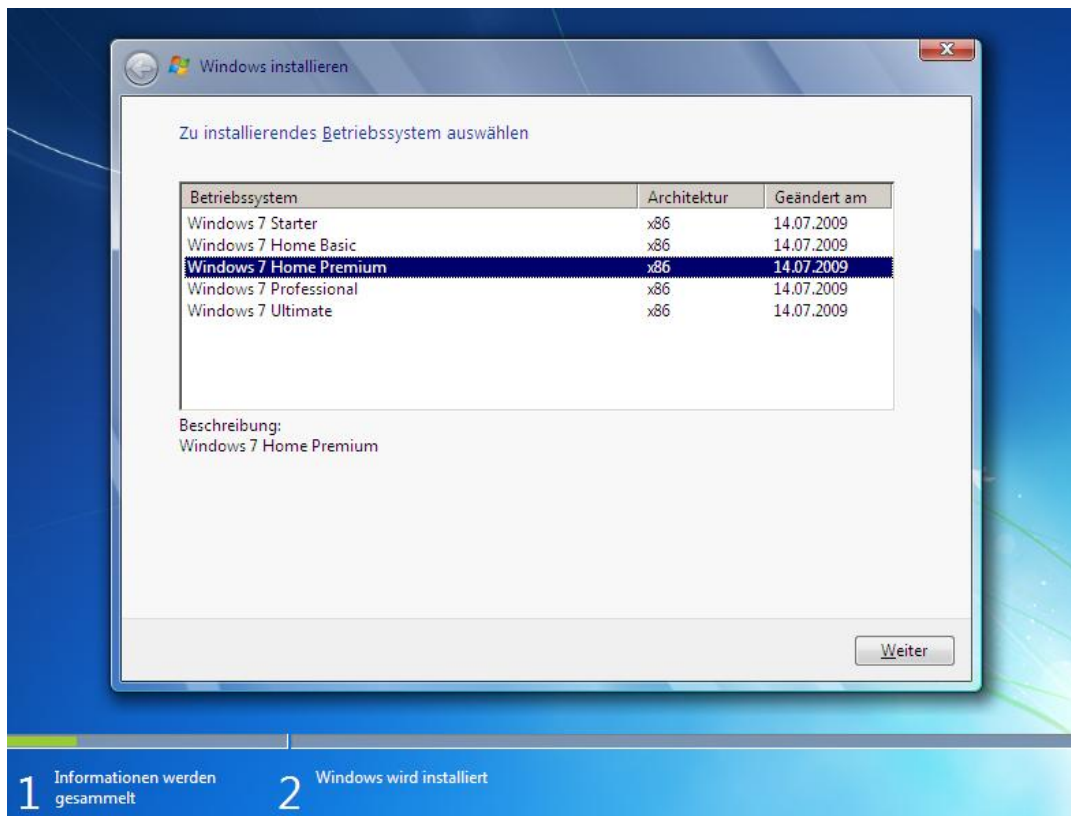 Windows installieren
Zu installierendes Betriebssystem auswählen
Betriebssystem Architektur Geändert am
Windows 7 Starter x86 14.07.2009
Windows 7 Home Basic x86 14.07.2009
Windows 7 Home Premium x86 14.07.2009
Windows 7 Professional x86 14.07.2009
Windows 7 Ultimate x86 14.07.2009
Beschreibung:
Windows 7 Home Premium
Weiter
1 Informationen werden
gesammelt
2 Windows wird installiert